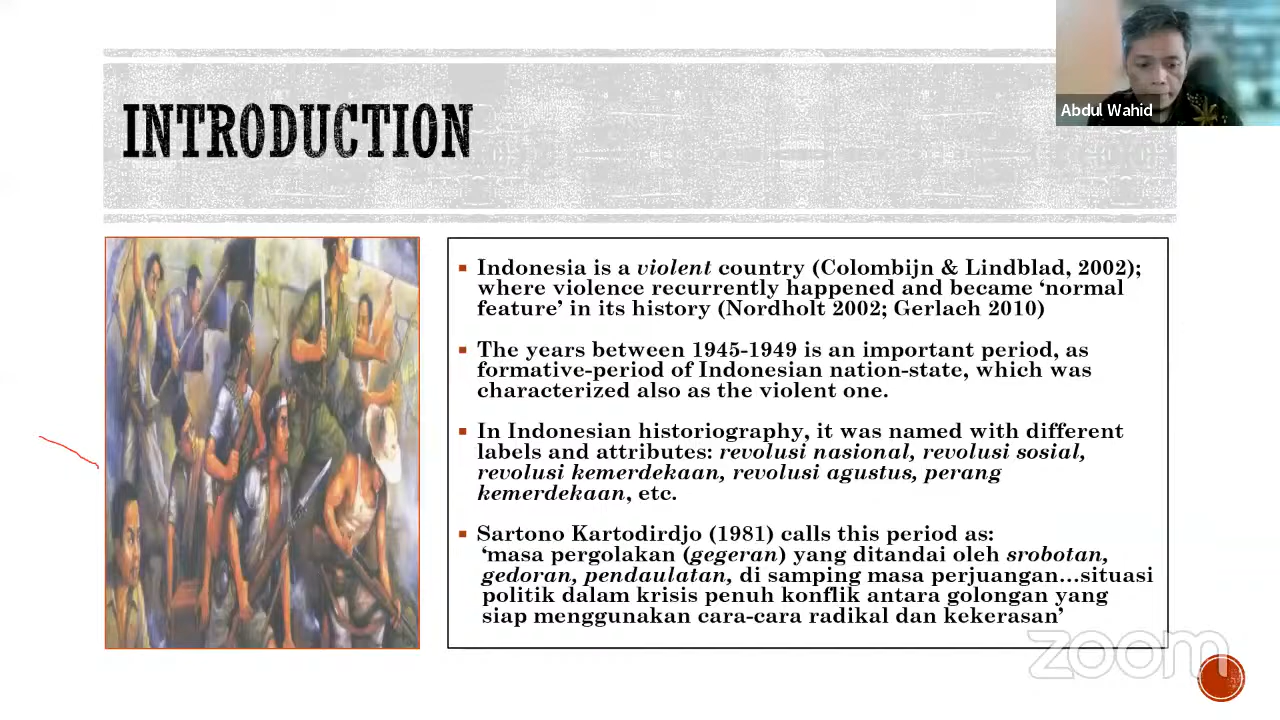 Abdul Wahid
INTRODUCTION
▪ Indonesia is a violent country (Colombijn & Lindblad, 2002);
where violence recurrently happened and became ‘normal
feature’ in its history (Nordholt 2002; Gerlach 2010)
▪ The years between 1945-1949 is an important period, as
formative-period of Indonesian nation-state, which was
characterized also as the violent one.
▪ In Indonesian historiography, it was named with different
labels and attributes: revolusi nasional, revolusi sosial,
revolusi kemerdekaan, revolusi agustus, perang
kemerdekaan, etc.
▪ Sartono Kartodirdjo (1981) calls this period as:
‘masa pergolakan (gegeran) yang ditandai oleh srobotan,
gedoran, pendaulatan, di samping masa perjuangan…situasi
politik dalam krisis penuh konflik antara golongan yang
siap menggunakan cara-cara radikal dan kekerasan’
zoom